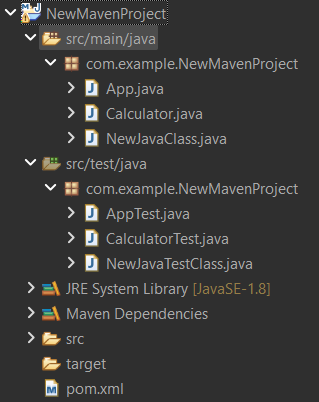 NewMavenProject
src/main/java
com.example.NewMavenProject
App.java
Calculator.java
NewJavaClass.java
src/test/java
com.example.NewMavenProject
AppTest.java
CalculatorTest.java
NewJavaTestClass.java
JRE System Library [JavaSE-1.8]
Maven Dependencies
src
target
pom.xml